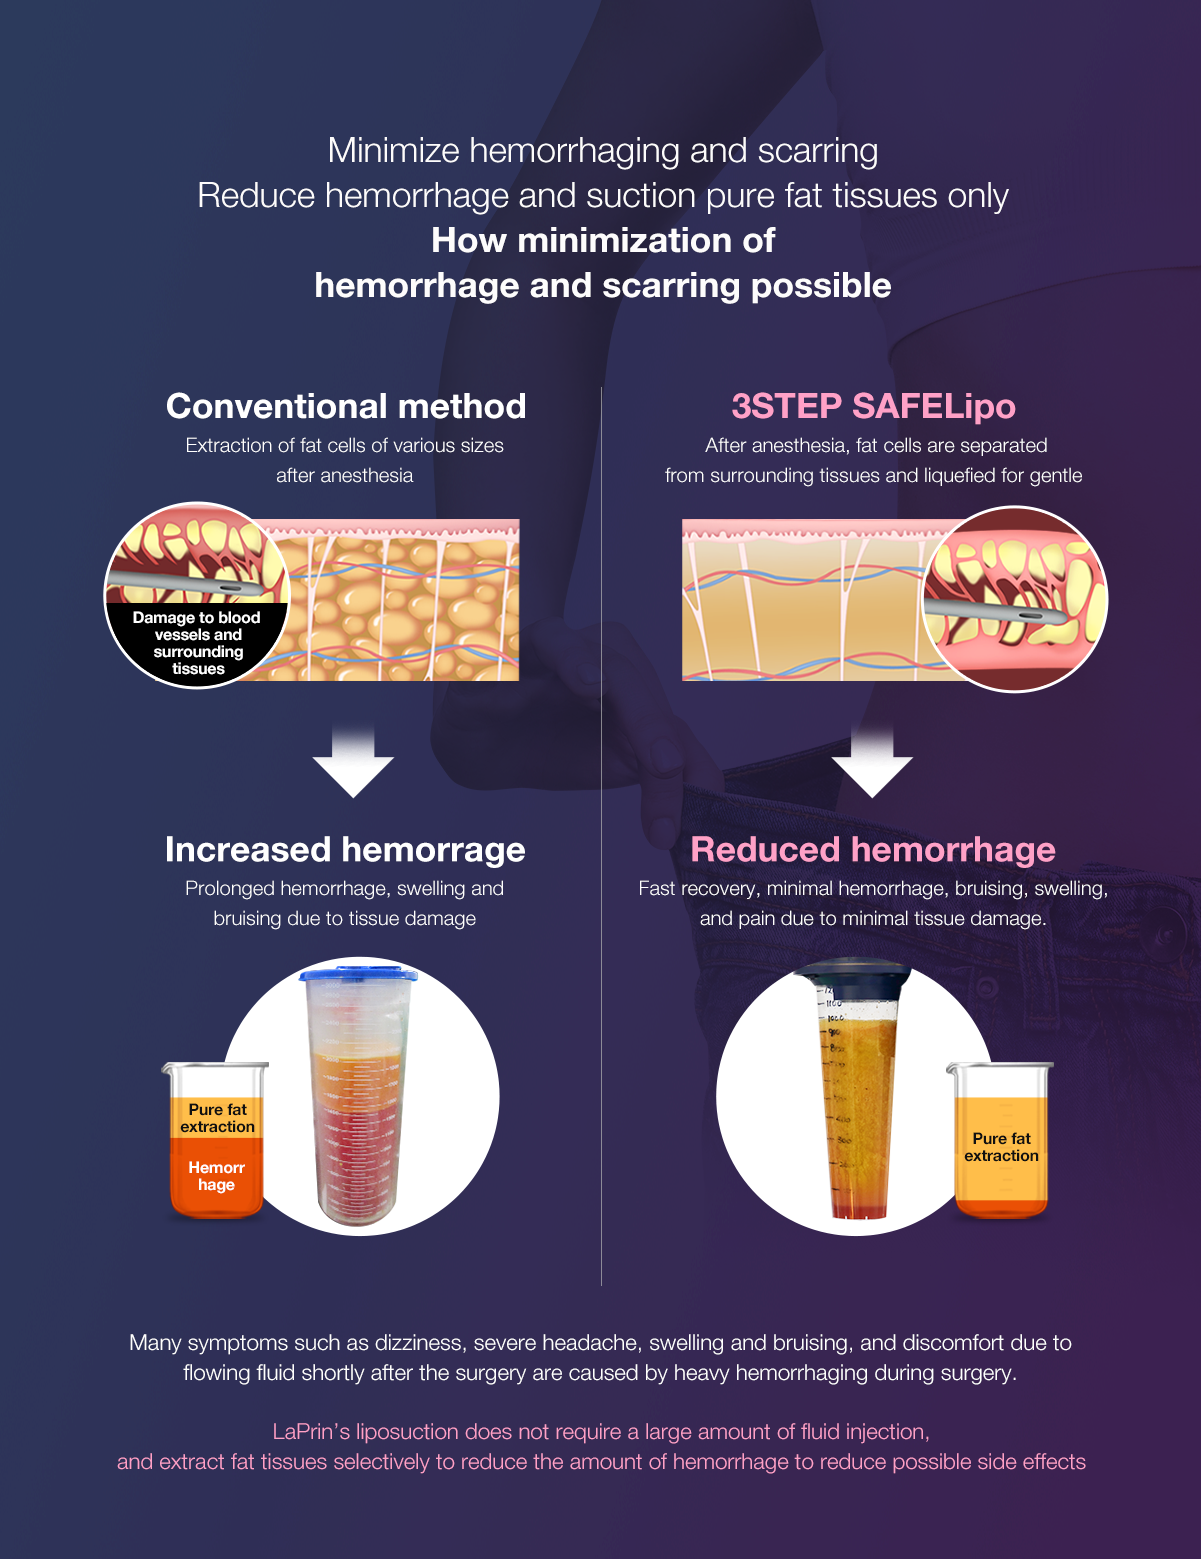 Minimize hemorrhaging and scarring
Reduce hemorrhage and suction pure fat tissues only
How minimization of
hemorrhage and scarring possible
Conventional method
Extraction of fat cells of various sizes
after anesthesia
Damage to blood
vessels and
surrounding
tissues
3STEP SAFELipo
After anesthesia, fat cells are separated
from surrounding tissues and liquefied for gentle
Increased hemorrage
Prolonged hemorrhage, swelling and
bruising due to tissue damage
Pure fat
extraction
Hemorr
hage
Reduced hemorrhage
Fast recovery, minimal hemorrhage, bruising, swelling,
and pain due to minimal tissue damage.
1100
1000
900
Pure fat
extraction
Many symptoms such as dizziness, severe headache, swelling and bruising, and discomfort due to
flowing fluid shortly after the surgery are caused by heavy hemorrhaging during surgery.
LaPrin's liposuction does not require a large amount of fluid injection,
and extract fat tissues selectively to reduce the amount of hemorrhage to reduce possible side effects